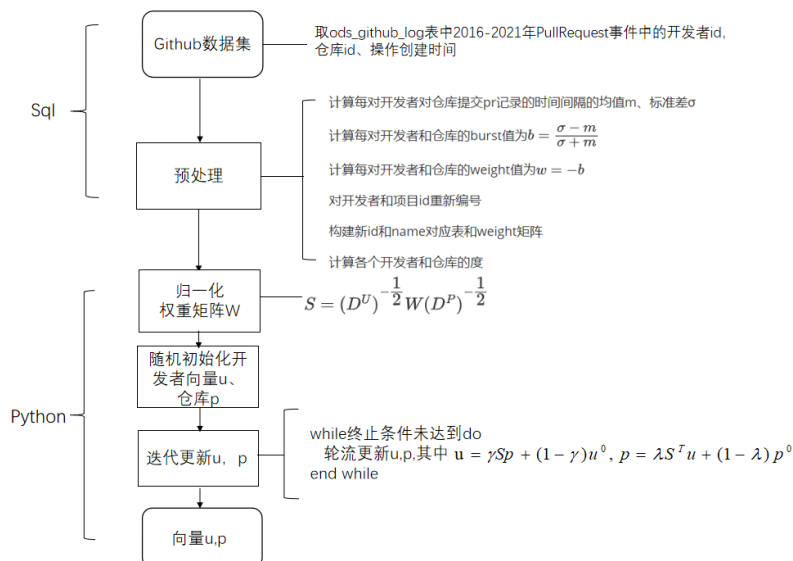 Github数据集
取ods_github_log表中2016-2021年PullRequest事件中的开发者id,
仓库id、操作创建时间
Sql
计算每对开发者对仓库提交pr记录的时间间隔的均值m、标准差σ
计算每对开发者和仓库的burst值为b = \frac{σ − m}{σ + m}
预处理
计算每对开发者和仓库的weight值为w = −b
对开发者和项目id重新编号
构建新id和name对应表和weight矩阵
计算各个开发者和仓库的度
归一化
权重矩阵W
S = (D^U)^{-\frac{1}{2}} W (D^P)^{-\frac{1}{2}}
随机初始化开
发者向量u、
仓库p
Python
迭代更新u，p
while终止条件未达到do
轮流更新u,p,其中 u = γSp + (1 − γ)u^0 , p = λS^T u + (1 − λ) p^0
end while
向量u,p